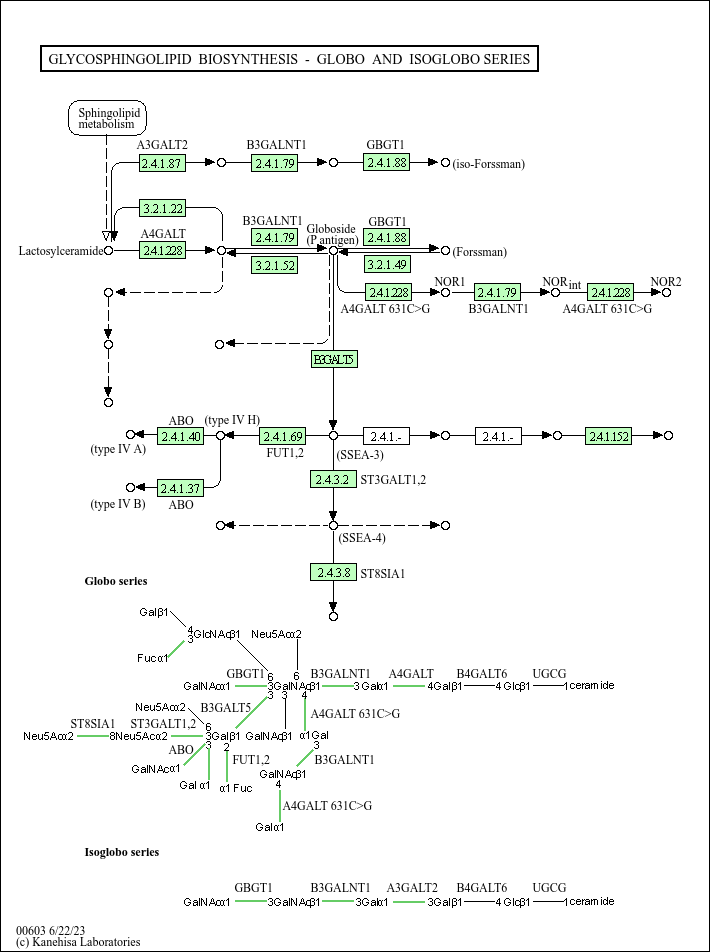 GLYCOSPHINGOLIPID BIOSYNTHESIS - GLOBO AND ISOGLOBO SERIES
Sphingolipid
metabolism
A3GALT2 B3GALNT1 GBGT1
2.4.1.87 2.4.1.79 2.4.1.88 (iso-Forssman)
3.2.1.22
A4GALT B3GALNT1 Globoside GBGT1
(P antigen)
2.4.1.79 2.4.1.88
Lactosylceramide 2.4.1.228 (Forssman)
3.2.1.52 3.2.1.49
NOR1 NORint NOR2
2.4.1.228 2.4.1.79 2.4.1.228
A4GALT 631C>G B3GALNT1 A4GALT 631C>G
B3GALT5
ABO (type IV H)
2.4.1.40 2.4.1.69 2.4.1.- 2.4.1.- 2.4.1.152
(type IV A) FUT1,2 (SSEA-3)
2.4.3.2 ST3GALT1,2
2.4.1.37
(type IV B) ABO
(SSEA-4)
2.4.3.8 ST8SIA1
Globo series
Galβ1
4
3 GlcNAcβ1 Neu5Acα2
Fucα1
GBGT1 6 6 B3GALNT1 A4GALT B4GALT6 UGCG
GalNAcα1 3GalNAcβ1 3Galα1 4Galβ1 4Glcβ1 1ceramide
3 3 4
Neu5Acα2 B3GALT5 A4GALT 631C>G
ST8SIA1 ST3GALT1,2 6
Neu5Acα2 8Neu5Acα2 3Galβ1 GalNAcβ1 α1Gal
3 2 3
ABO FUT1,2 B3GALNT1
GalNAcα1 GalNAcβ1
Galα1 α1Fuc 4
A4GALT 631C>G
Galα1
Isoglobo series
GBGT1 B3GALNT1 A3GALT2 B4GALT6 UGCG
GalNAcα1 3GalNAcβ1 3Galα1 3Galβ1 4Glcβ1 1ceramide
00603 6/22/23
(c) Kanehisa Laboratories